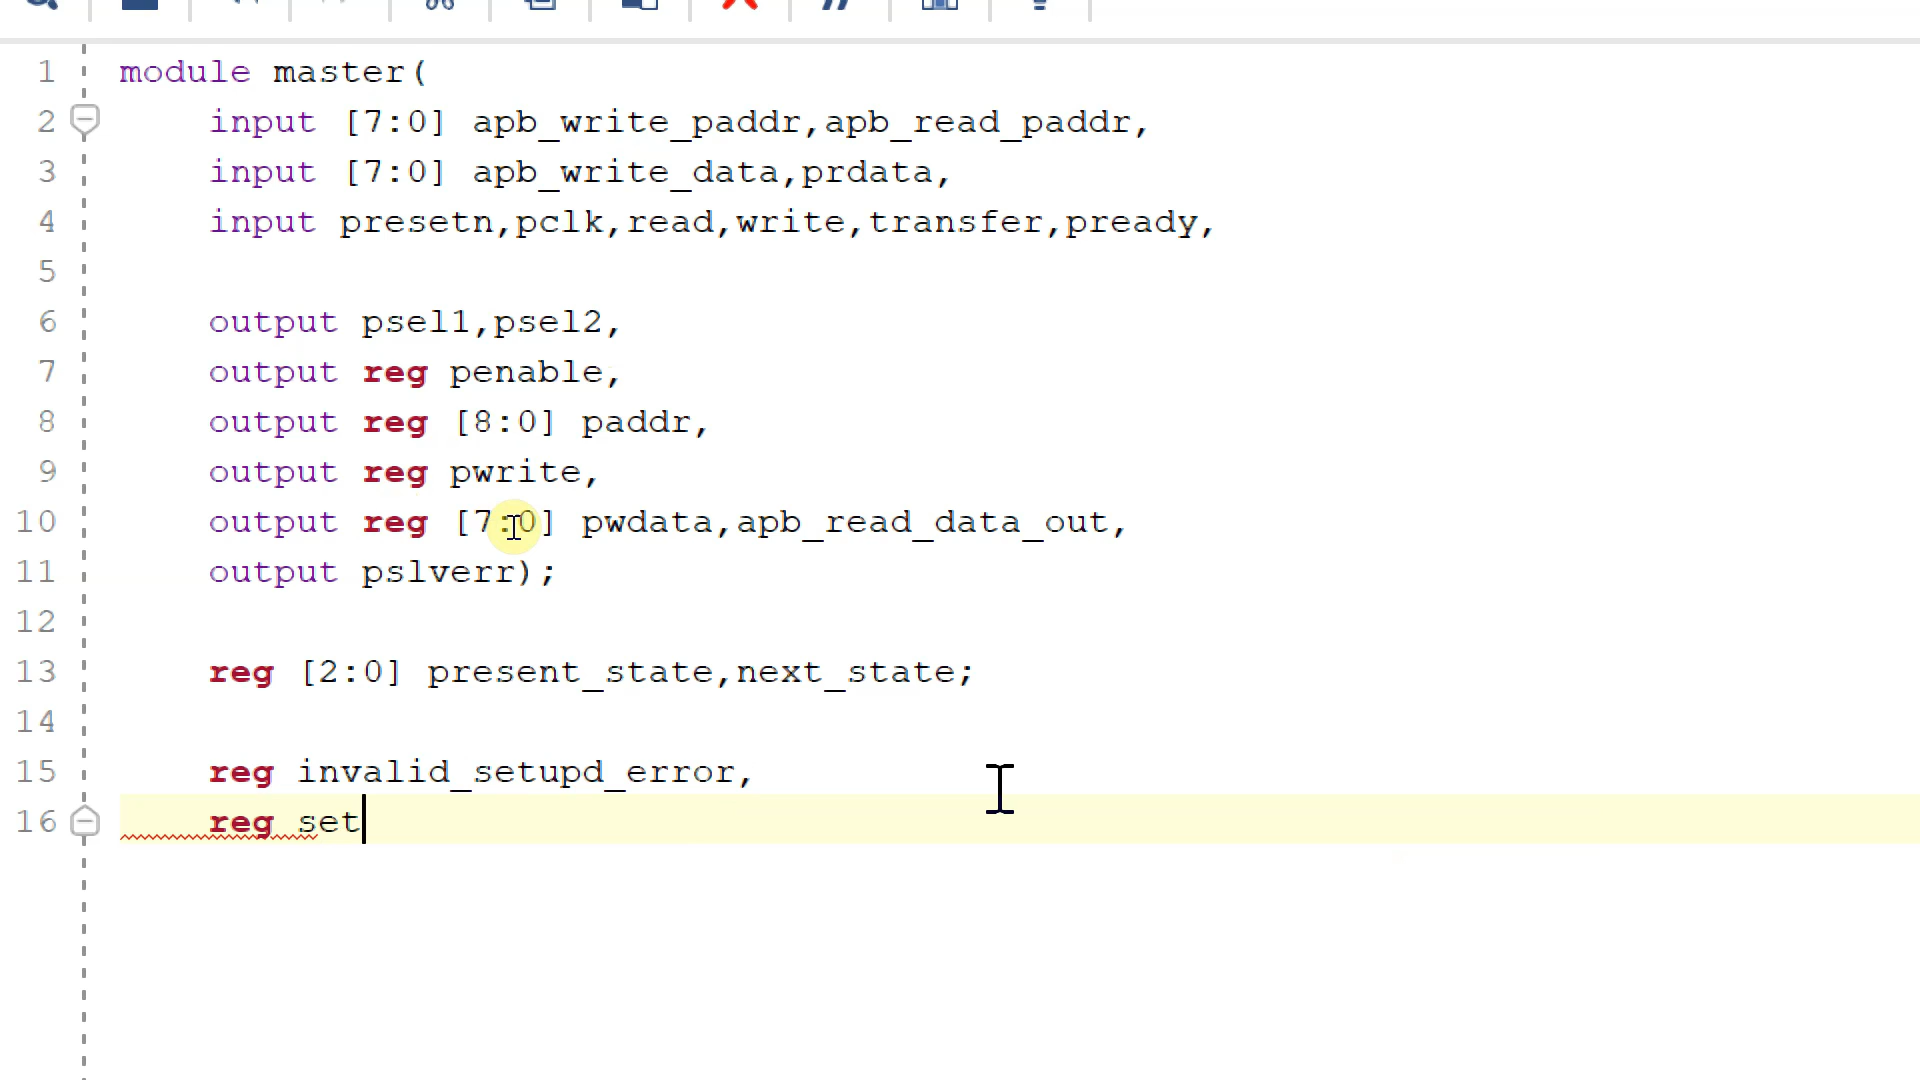 1 module master(
2 input [7:0] apb_write_paddr,apb_read_paddr,
3 input [7:0] apb_write_data,prdata,
4 input presetn,pclk,read,write,transfer,pready,
5
6 output psel1,psel2,
7 output reg penable,
8 output reg [8:0] paddr,
9 output reg pwrite,
10 output reg [7:0] pwdata,apb_read_data_out,
11 output pslverr);
12
13 reg [2:0] present_state,next_state;
14
15 reg invalid_setupd_error,
16 reg set